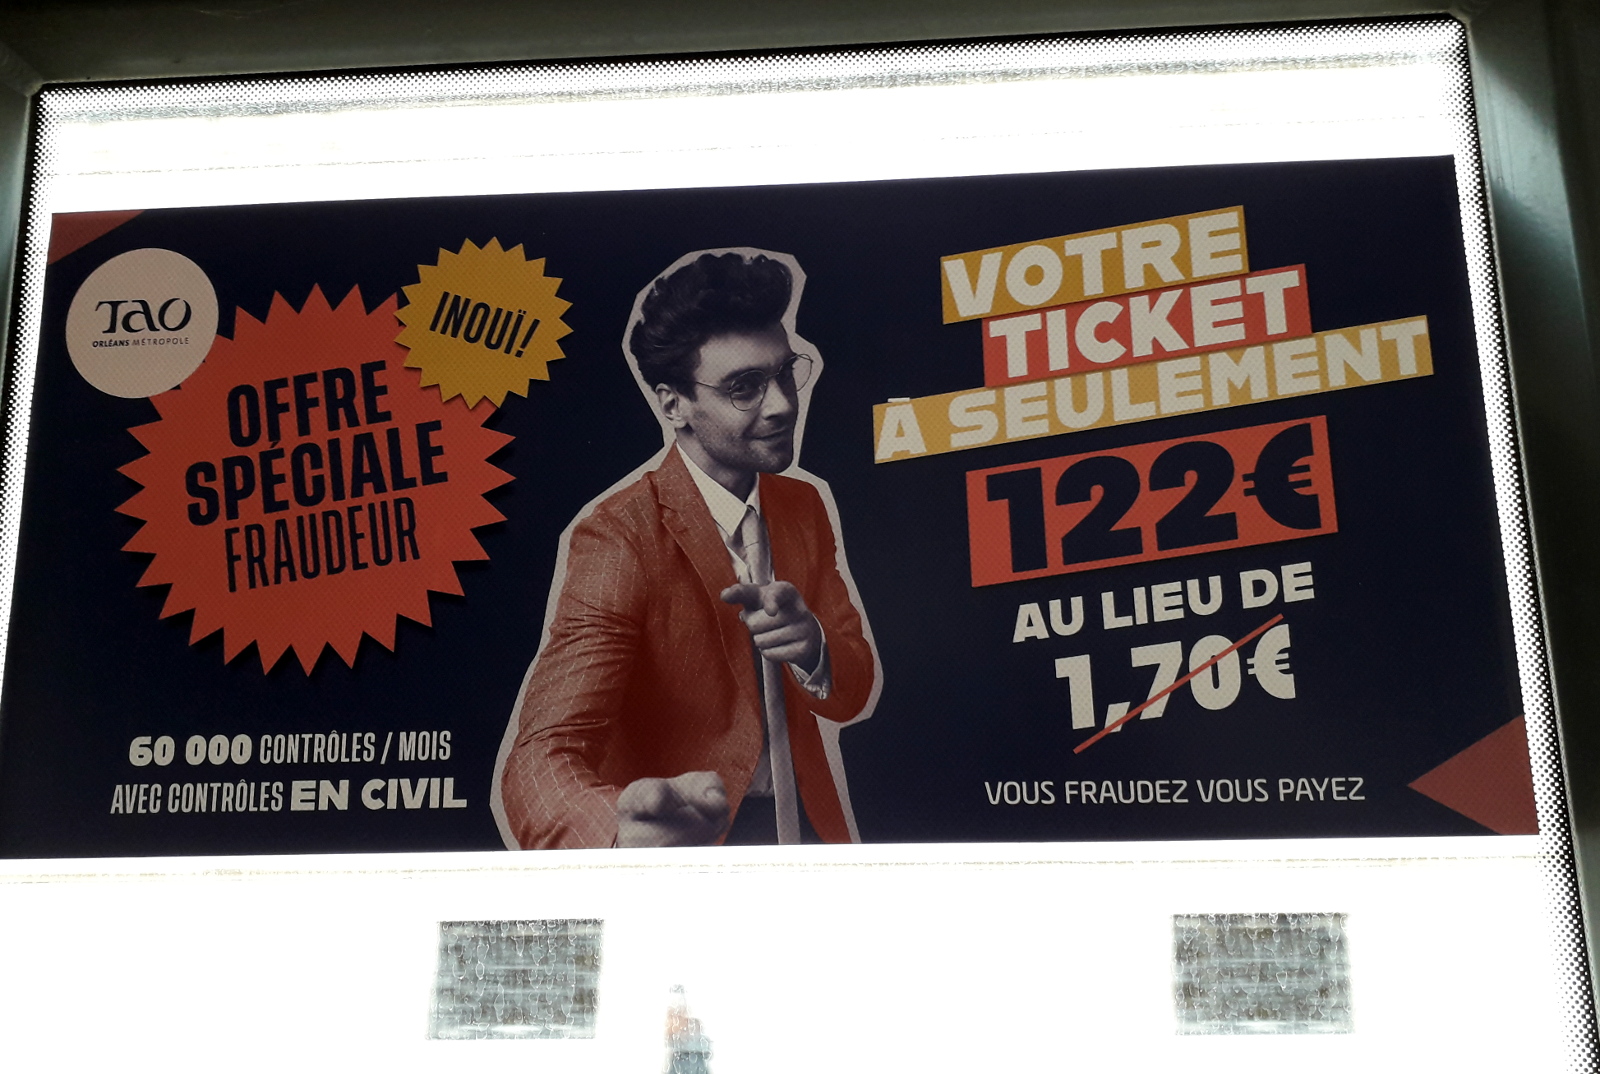 TAO
ORLÉANS MÉTROPOLE
INOUÏ!
OFFRE
SPÉCIALE
FRAUDEUR
60 000 CONTRÔLES / MOIS
AVEC CONTRÔLES EN CIVIL
VOTRE
TICKET
À SEULEMENT
122€
AU LIEU DE
1,70€
VOUS FRAUDEZ VOUS PAYEZ